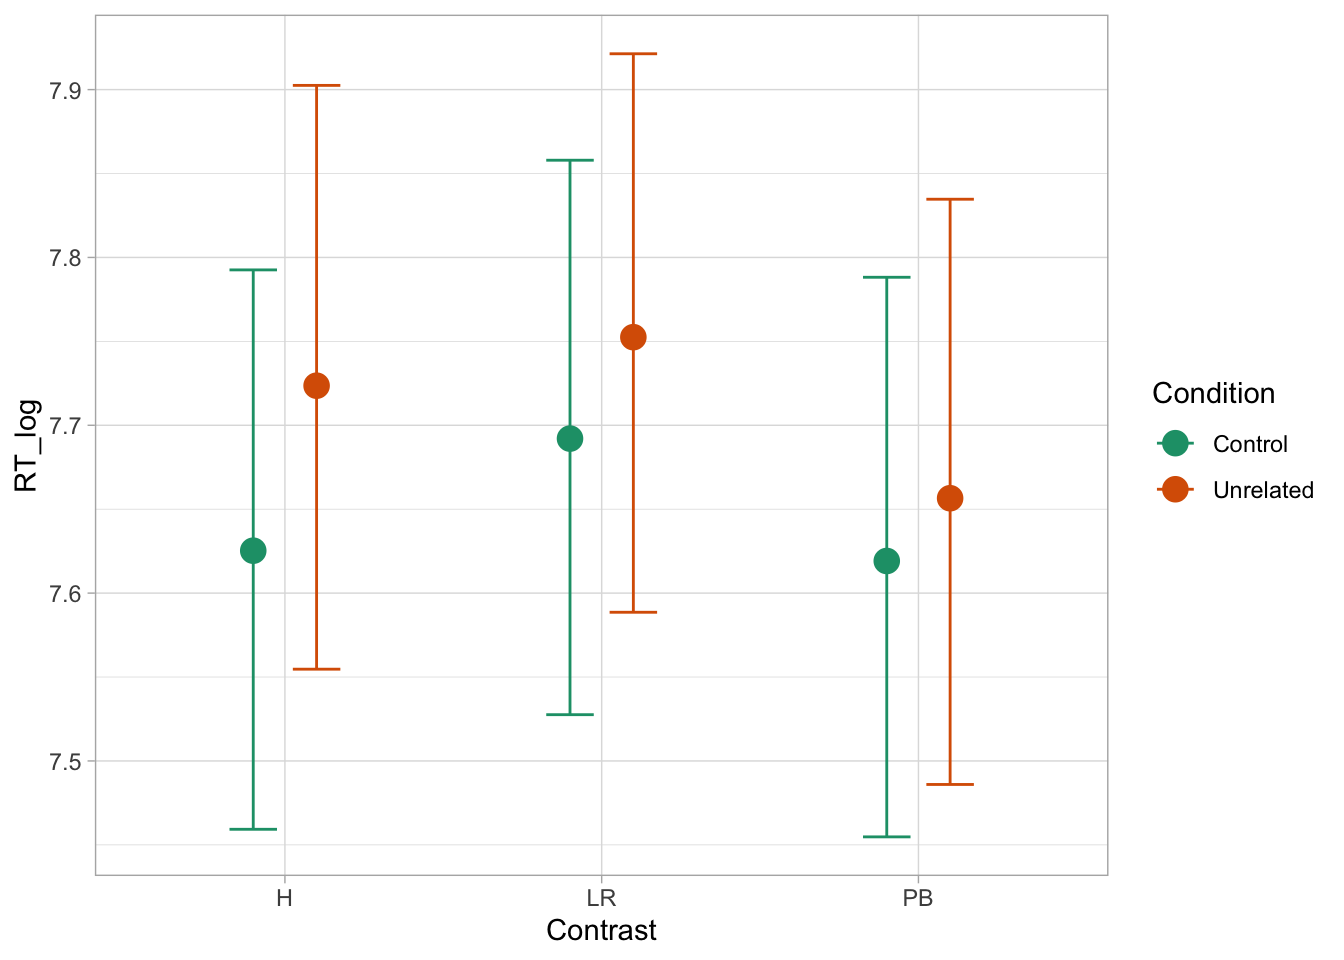 7.9
7.8
7.7
7.6
7.5
RT_log
H LR PB
Contrast
Condition
Control
Unrelated